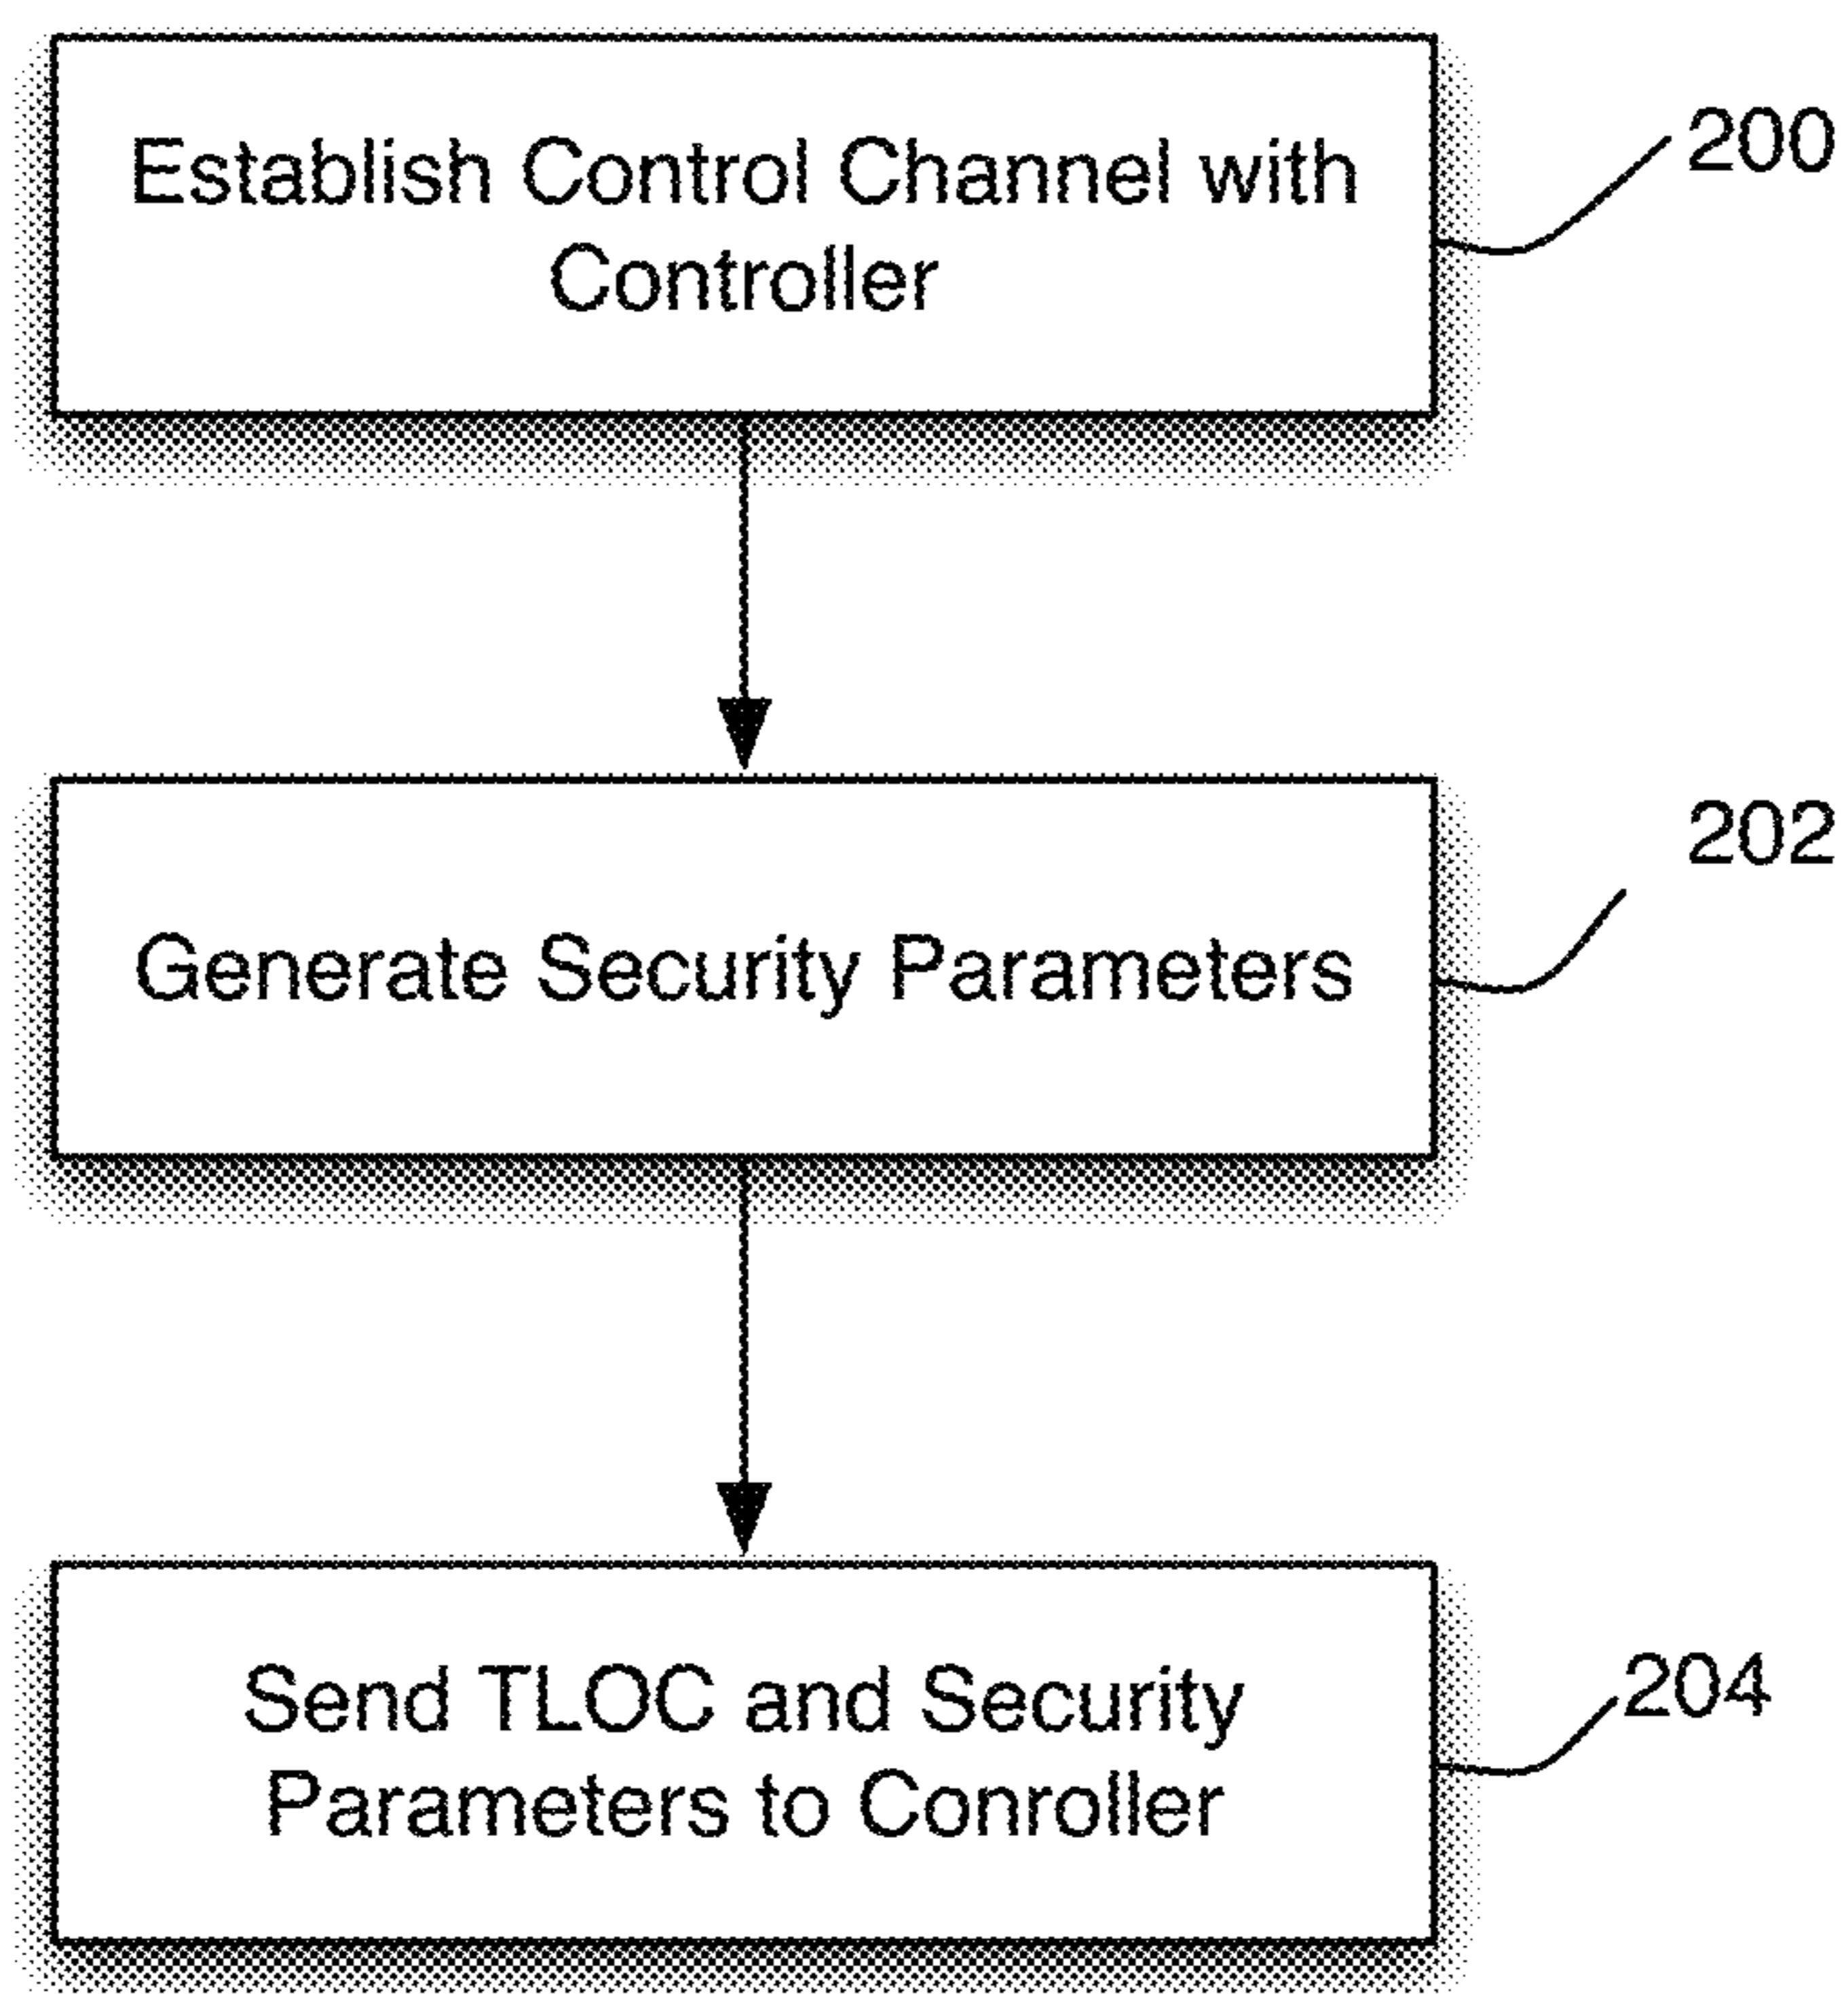 Establish Control Channel with
Controller
200
Generate Security Parameters
202
Send TLOC and Security
Parameters to Conroller
204